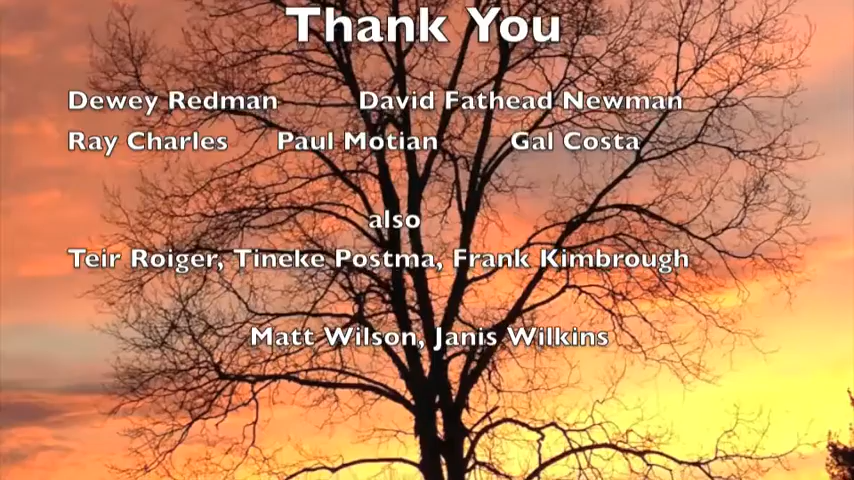 Thank You
Dewey Redman David Fathead Newman
Ray Charles Paul Motian Gal Costa
also
Teir Roiger, Tineke Postma, Frank Kimbrough
Matt Wilson, Janis Wilkins